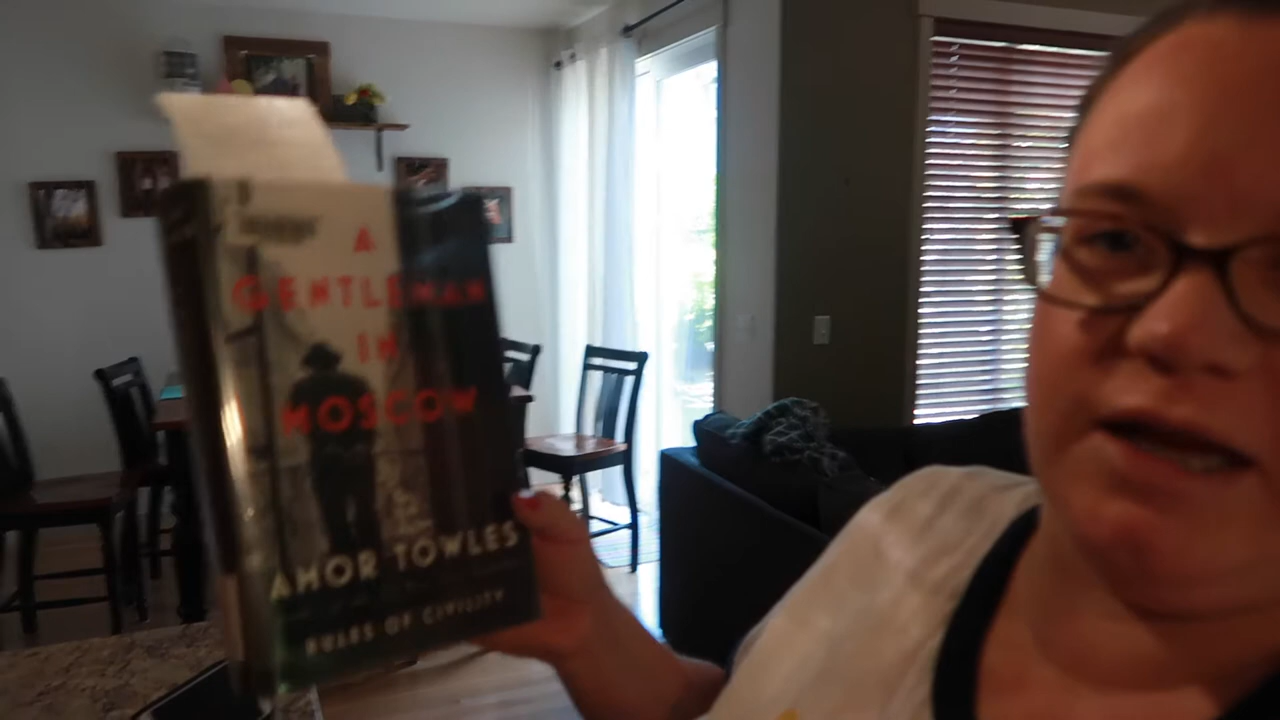 A
GENTLEMAN
IN
MOSCOW
AMOR TOWLES
RULES OF CIVILITY